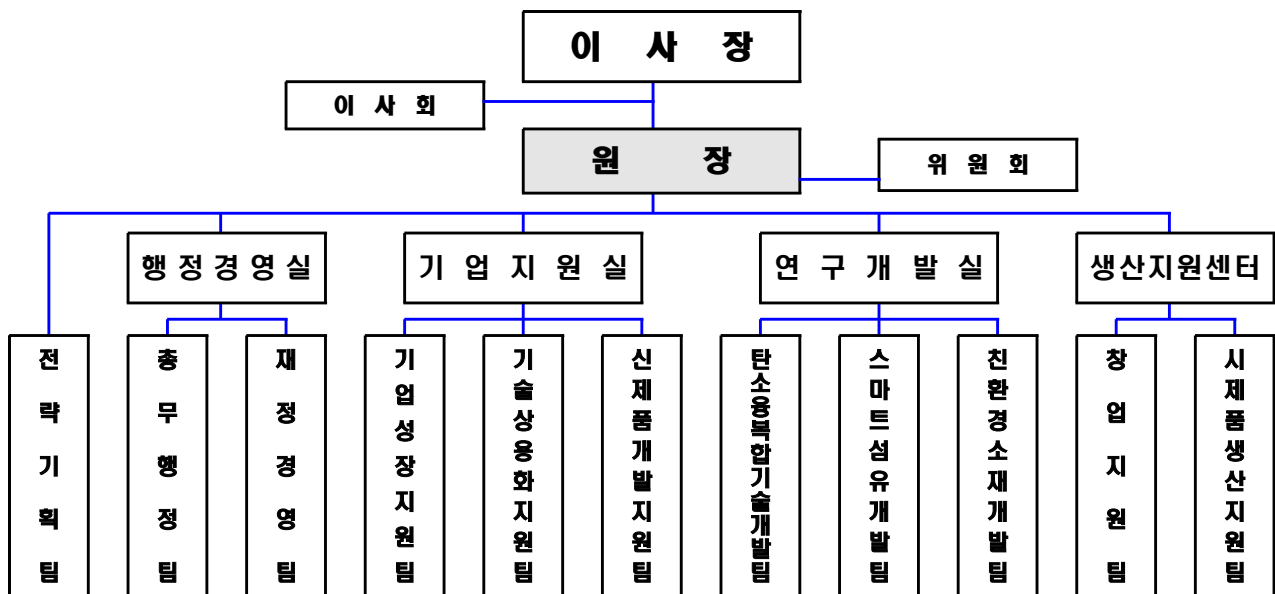 이 사 장
이 사 회
원 장
위 원 회
행정경영실
기 업 지 원 실
연 구 개 발 실
생산지원센터
전략기획팀
총무행정팀
재정경영팀
기업성장지원팀
기술상용화지원팀
신제품개발지원팀
탄소융복합기술개발팀
스마트섬유개발팀
친환경소재개발팀
창업지원팀
시제품생산지원팀